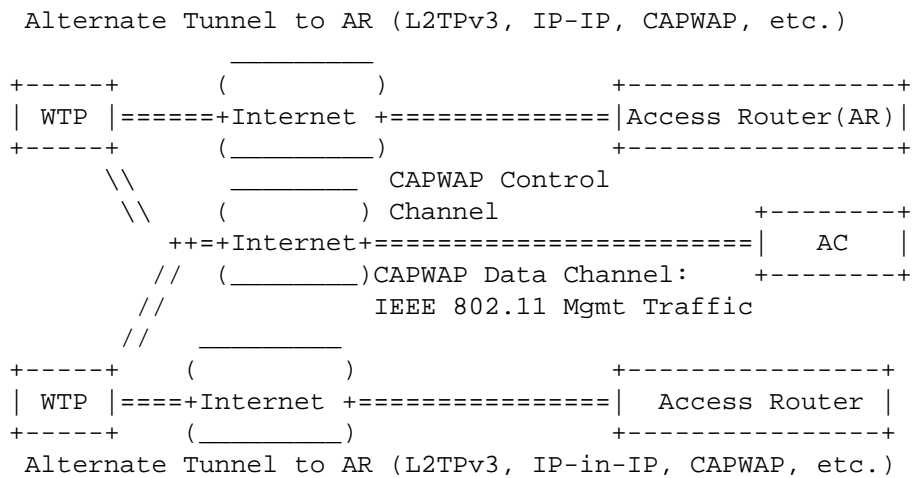 Alternate Tunnel to AR (L2TPv3, IP-IP, CAPWAP, etc.)
WTP Internet Access Router(AR)
CAPWAP Control
Channel
Internet AC
CAPWAP Data Channel:
IEEE 802.11 Mgmt Traffic
WTP Internet Access Router
Alternate Tunnel to AR (L2TPv3, IP-in-IP, CAPWAP, etc.)